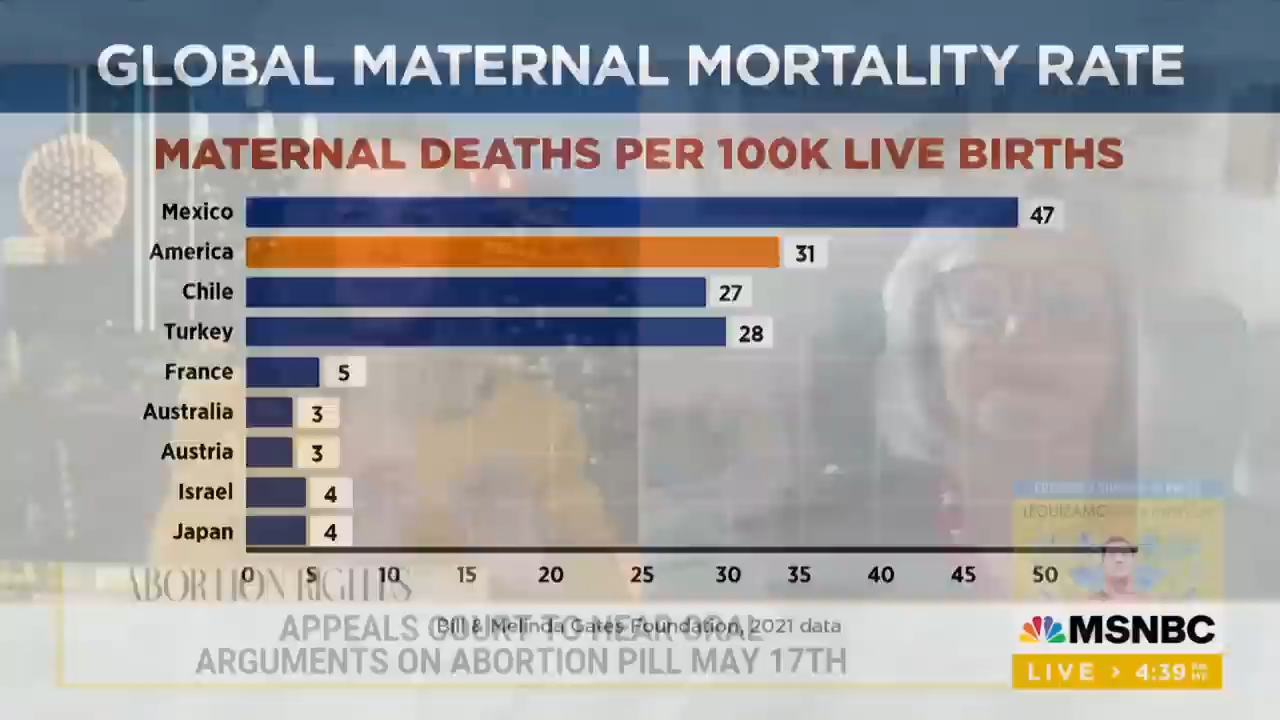 GLOBAL MATERNAL MORTALITY RATE
MATERNAL DEATHS PER 100K LIVE BIRTHS
Mexico 47
America 31
Chile 27
Turkey 28
France 5
Australia 3
Austria 3
Israel 4
Japan 4
0 5 10 15 20 25 30 35 40 45 50
Bill & Melinda Gates Foundation, 2021 data
ABORTION RIGHTS
APPEALS COURT TO HEAR ORAL
ARGUMENTS ON ABORTION PILL MAY 17TH
LEGUIZAMO
MSNBC
LIVE > 4:39 PM